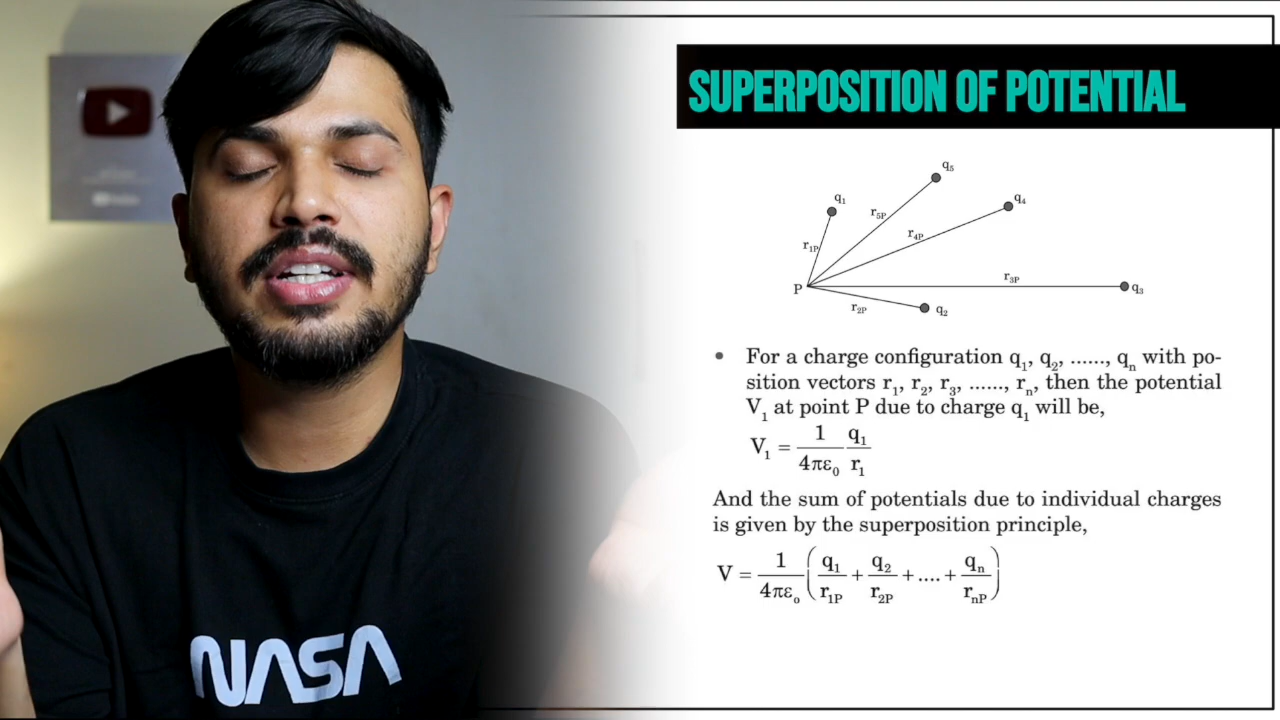 SUPERPOSITION OF POTENTIAL
q₅
q₁
q₄
r₅P
r₄P
r₁P
r₃P
P
q₃
r₂P
q₂
• For a charge configuration q₁, q₂, ......, qₙ with po-
sition vectors r₁, r₂, r₃, ......, rₙ, then the potential
V₁ at point P due to charge q₁ will be,
V₁ = 1/4πε₀ q₁/r₁
And the sum of potentials due to individual charges
is given by the superposition principle,
V = 1/4πε₀ (q₁/r₁P + q₂/r₂P + .... + qₙ/rₙP)
NASA